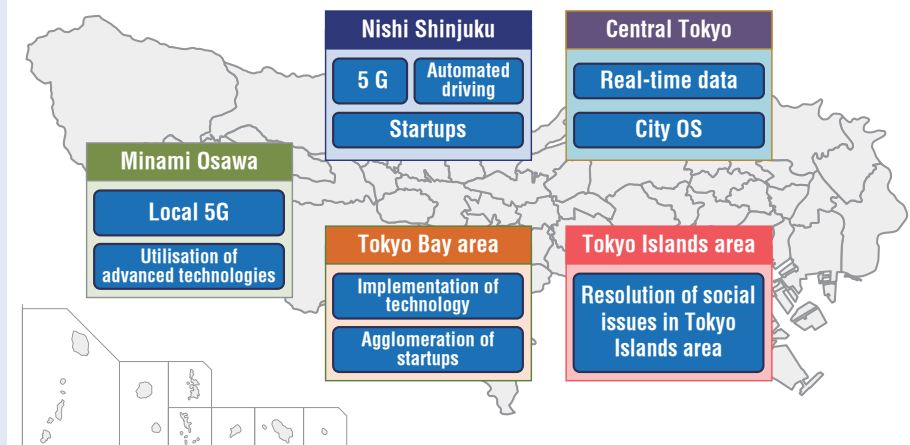 Nishi Shinjuku
5 G
Automated
driving
Startups
Central Tokyo
Real-time data
City OS
Minami Osawa
Local 5G
Utilisation of
advanced technologies
Tokyo Bay area
Implementation of
technology
Agglomeration of
startups
Tokyo Islands area
Resolution of social
issues in Tokyo
Islands area